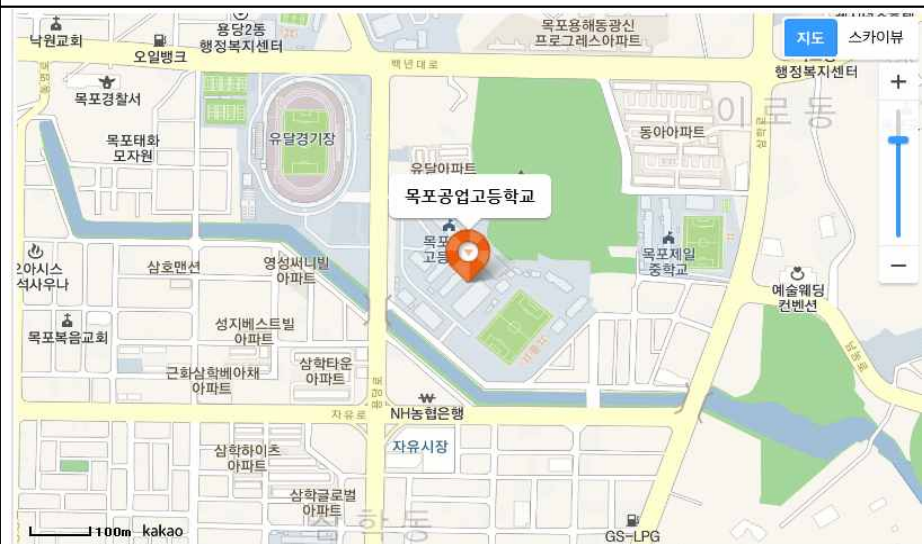 낙원교회
오일뱅크
용당2동
행정복지센터
목포용해동광신
프로그레스아파트
지도
스카이뷰
행정복지센터
백년대로
목포경찰서
이로동
동아아파트
삼학로
목포태화
모자원
유달경기장
유달아파트
목포공업고등학교
목포
고등
목포제일
중학교
오아시스
석사우나
삼호맨션
영성써니빌
아파트
예술웨딩
컨벤션
목포복음교회
성지베스트빌
아파트
근화삼학베아채
아파트
삼학타운
아파트
용당로
자유로
NH농협은행
자유시장
삼학하이츠
아파트
삼학글로벌
아파트
삼학동
GS-LPG
100m kakao